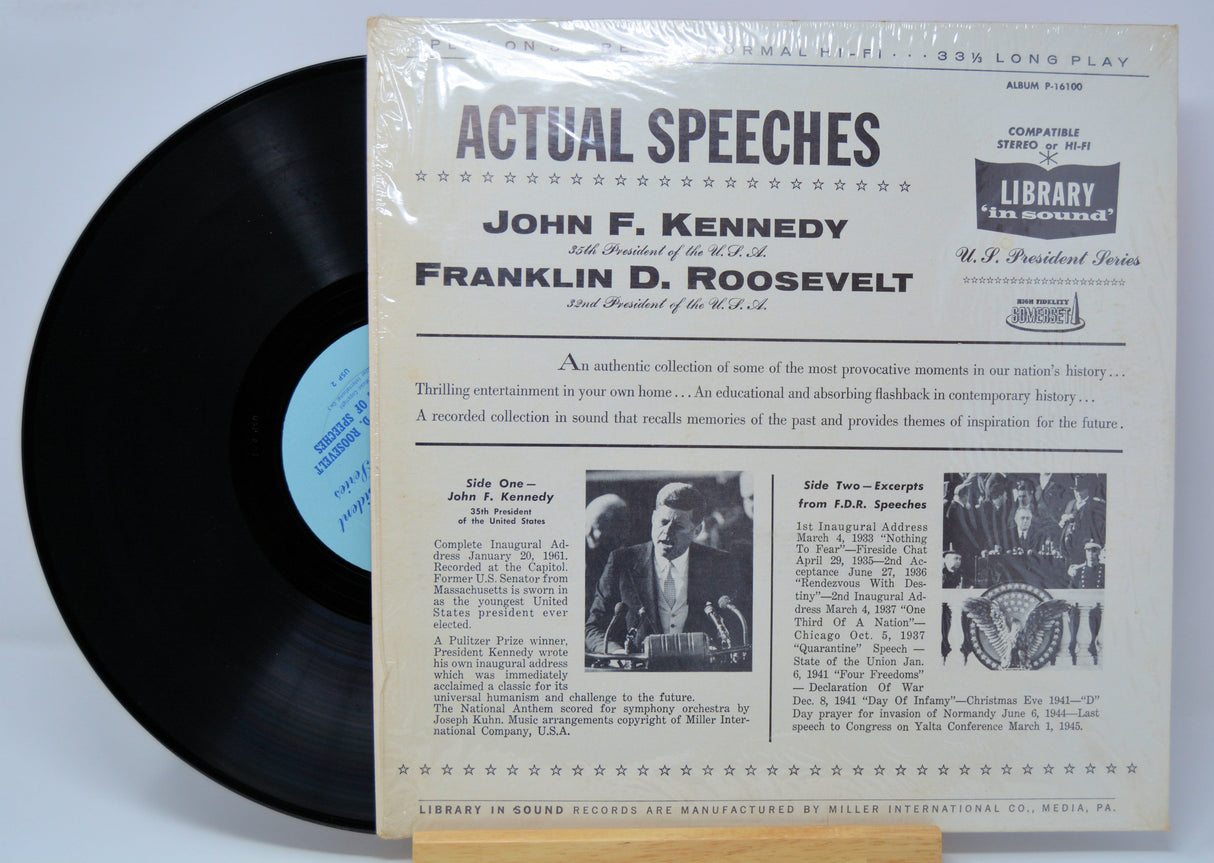 PLAY ON STEREO NORMAL HI-FI . . . 33⅓ LONG PLAY
ALBUM P-16100
ACTUAL SPEECHES
COMPATIBLE
STEREO or HI-FI
LIBRARY
'in sound'
U. S. President Series
HIGH FIDELITY
SOMERSET
JOHN F. KENNEDY
35th President of the U. S. A.
FRANKLIN D. ROOSEVELT
32nd President of the U. S. A.
An authentic collection of some of the most provocative moments in our nation's history...
Thrilling entertainment in your own home...An educational and absorbing flashback in contemporary history...
A recorded collection in sound that recalls memories of the past and provides themes of inspiration for the future.
Side One—
John F. Kennedy
35th President
of the United States
Complete Inaugural Ad-
dress January 20, 1961.
Recorded at the Capitol.
Former U.S. Senator from
Massachusetts is sworn in
as the youngest United
States president ever
elected.
A Pulitzer Prize winner,
President Kennedy wrote
his own inaugural address
which was immediately
acclaimed a classic for its
universal humanism and challenge to the future.
The National Anthem scored for symphony orchestra by
Joseph Kuhn. Music arrangements copyright of Miller Inter-
national Company, U.S.A.
Side Two—Excerpts
from F.D.R. Speeches
1st Inaugural Address
March 4, 1933 "Nothing
To Fear"—Fireside Chat
April 29, 1935—2nd Ac-
ceptance June 27, 1936
"Rendezvous With Des-
tiny"—2nd Inaugural Ad-
dress March 4, 1937 "One
Third Of A Nation"—
Chicago Oct. 5, 1937
"Quarantine" Speech —
State of the Union Jan.
6, 1941 "Four Freedoms"
— Declaration Of War
Dec. 8, 1941 "Day Of Infamy"—Christmas Eve 1941—"D"
Day prayer for invasion of Normandy June 6, 1944—Last
speech to Congress on Yalta Conference March 1, 1945.
LIBRARY IN SOUND RECORDS ARE MANUFACTURED BY MILLER INTERNATIONAL CO., MEDIA, PA.
USP 2
D. ROOSEVELT
OF SPEECHES
Series